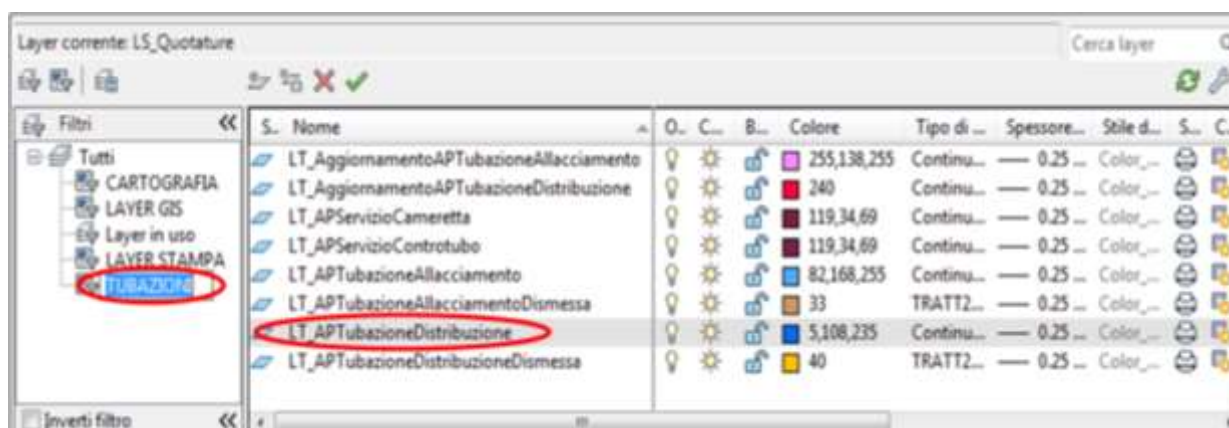 Layer corrente: LS_Quotature
Cerca layer
Filtri
Tutti
CARTOGRAFIA
LAYER GIS
Layer in uso
LAYER STAMPA
TUBAZIONI
Inverti filtro
S.. Nome O.. C... B... Colore Tipo di ... Spessore... Stile d... S... C
LT_AggiornamentoAPTubazioneAllacciamento 255,138,255 Continu... 0.25 ... Color_...
LT_AggiornamentoAPTubazioneDistribuzione 240 Continu... 0.25 ... Color_...
LT_APServizioCameretta 119,34,69 Continu... 0.25 ... Color_...
LT_APServizioControtubo 119,34,69 Continu... 0.25 ... Color_...
LT_APTubazioneAllacciamento 82,168,255 Continu... 0.25 ... Color_...
LT_APTubazioneAllacciamentoDismessa 33 TRATT2... 0.25 ... Color_...
LT_APTubazioneDistribuzione 5,108,235 Continu... 0.25 ... Color_...
LT_APTubazioneDistribuzioneDismessa 40 TRATT2... 0.25 ... Color_...